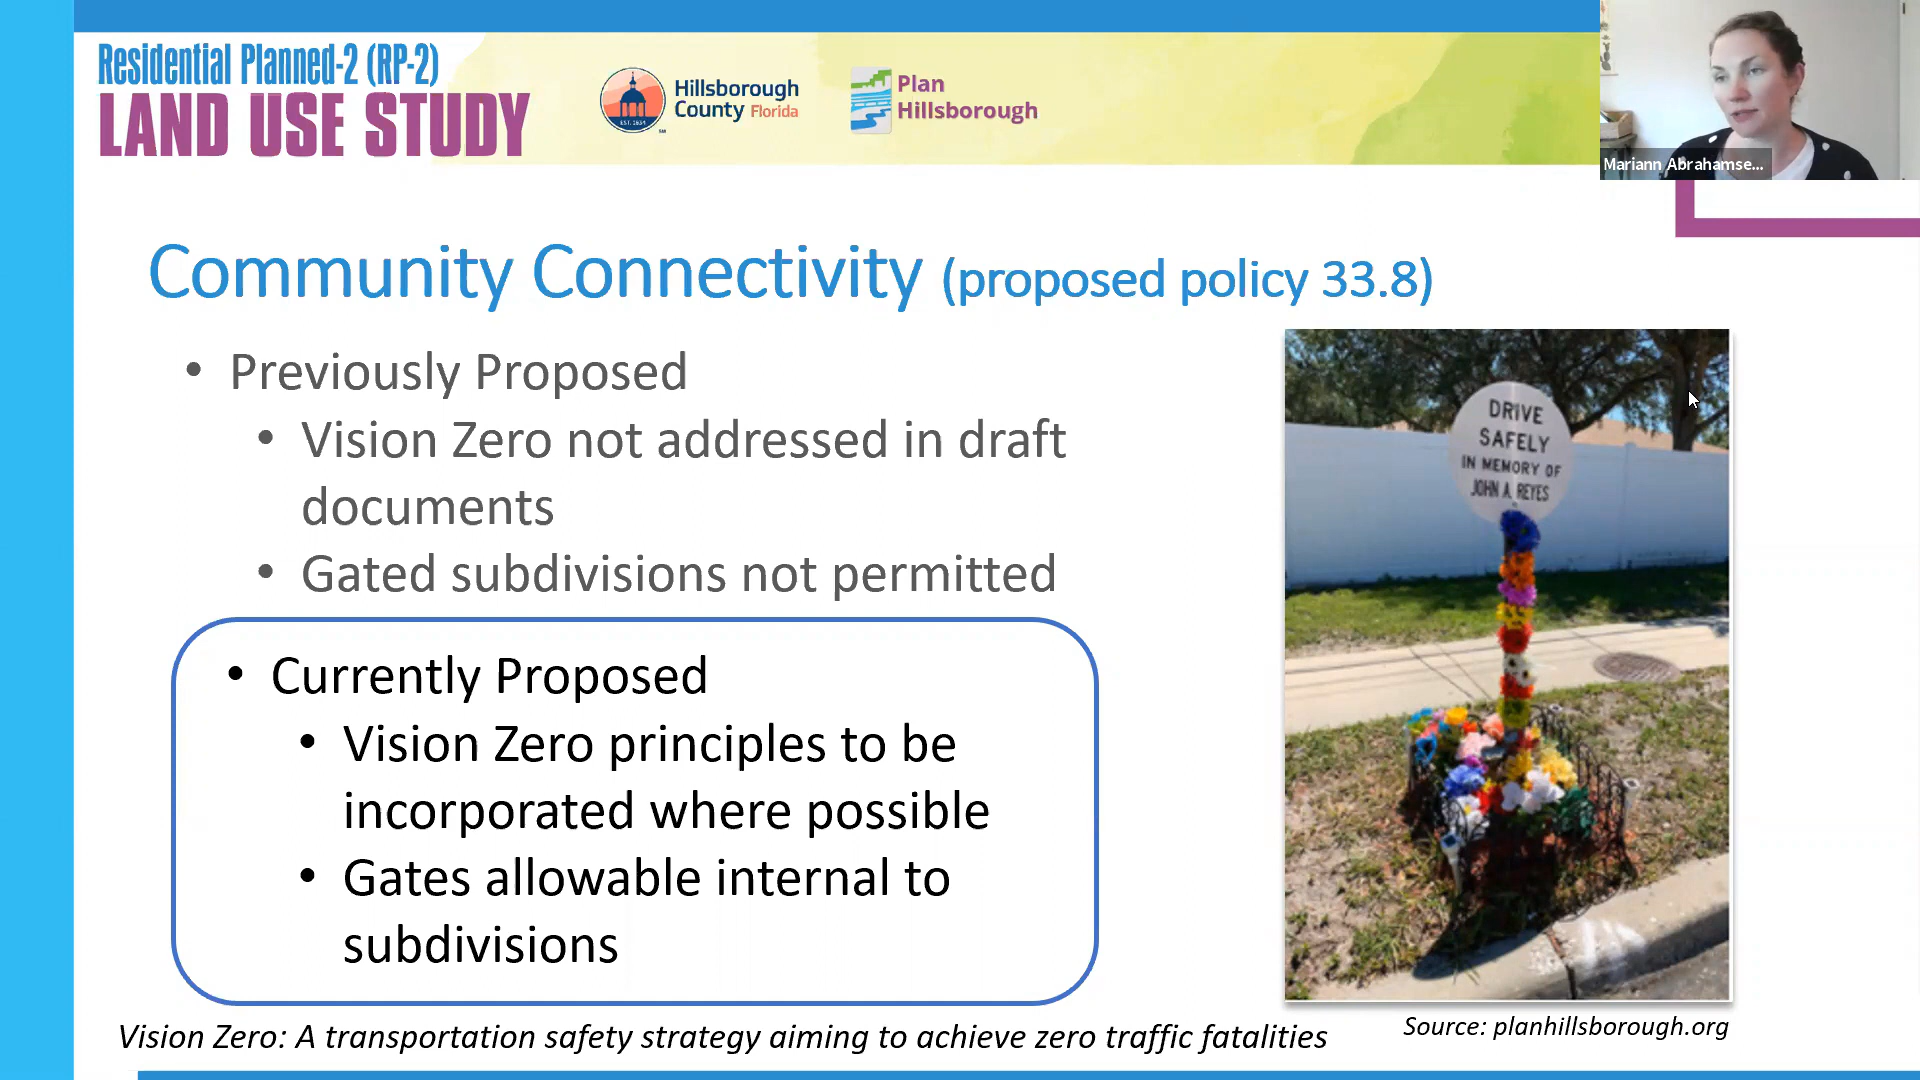 Residential Planned-2 (RP-2)
LAND USE STUDY
EST. 1834
SM
Hillsborough
County Florida
Plan
Hillsborough
Mariann Abrahamse...
Community Connectivity (proposed policy 33.8)
• Previously Proposed
• Vision Zero not addressed in draft
documents
• Gated subdivisions not permitted
• Currently Proposed
• Vision Zero principles to be
incorporated where possible
• Gates allowable internal to
subdivisions
DRIVE
SAFELY
IN MEMORY OF
JOHN A. REYES
Vision Zero: A transportation safety strategy aiming to achieve zero traffic fatalities
Source: planhillsborough.org